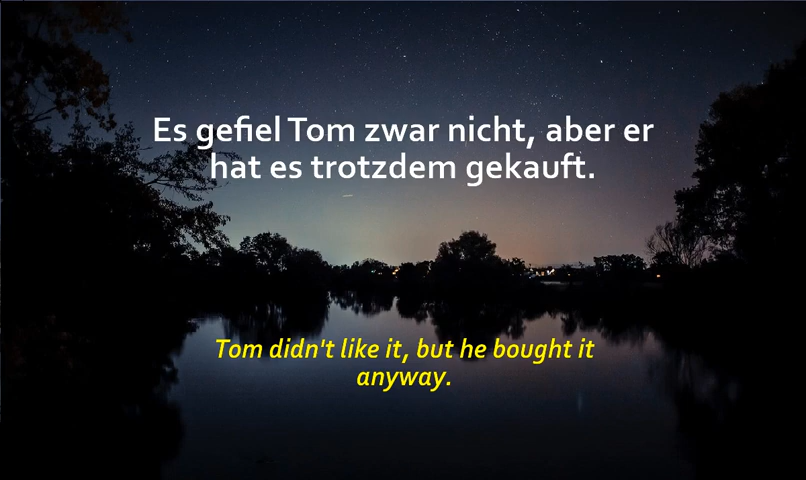 Es gefiel Tom zwar nicht, aber er
hat es trotzdem gekauft.
Tom didn't like it, but he bought it
anyway.